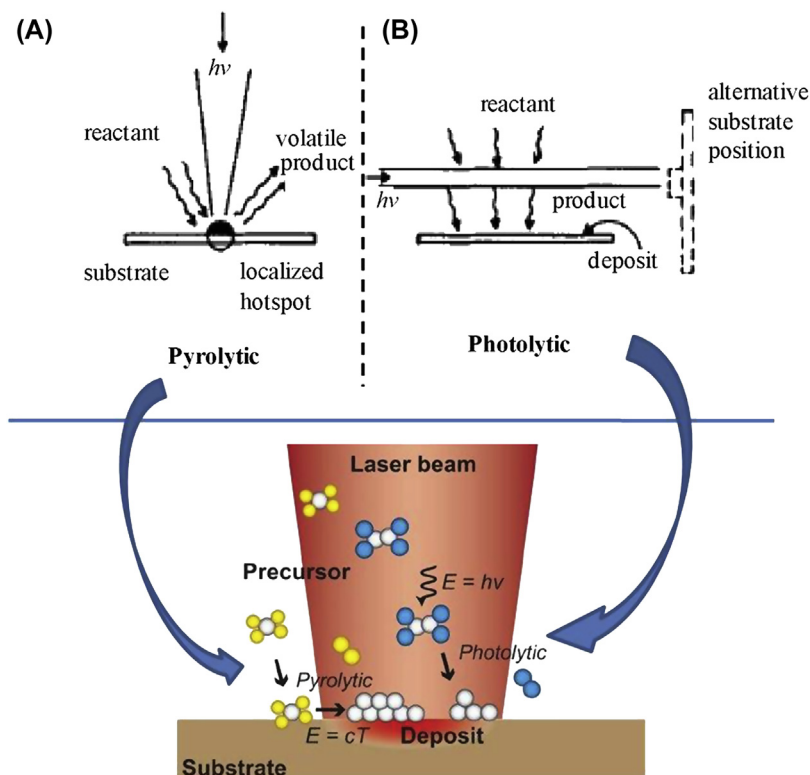 (A)
hν
reactant
volatile
product
substrate
localized
hotspot
Pyrolytic
(B)
reactant
alternative
substrate
position
hν
product
deposit
Photolytic
Laser beam
Precursor
E = hν
Photolytic
Pyrolytic
E = cT
Deposit
Substrate